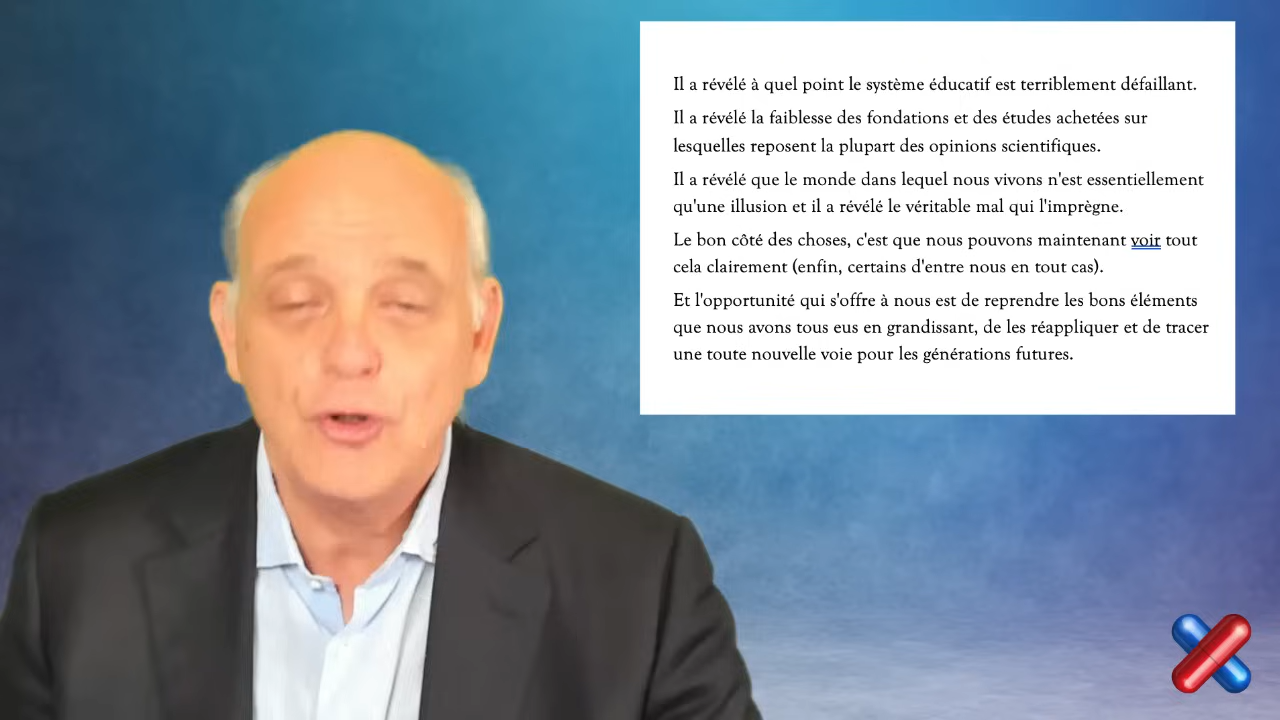 Il a révélé à quel point le système éducatif est terriblement défaillant.
Il a révélé la faiblesse des fondations et des études achetées sur
lesquelles reposent la plupart des opinions scientifiques.
Il a révélé que le monde dans lequel nous vivons n'est essentiellement
qu'une illusion et il a révélé le véritable mal qui l'imprègne.
Le bon côté des choses, c'est que nous pouvons maintenant voir tout
cela clairement (enfin, certains d'entre nous en tout cas).
Et l'opportunité qui s'offre à nous est de reprendre les bons éléments
que nous avons tous eus en grandissant, de les réappliquer et de tracer
une toute nouvelle voie pour les générations futures.